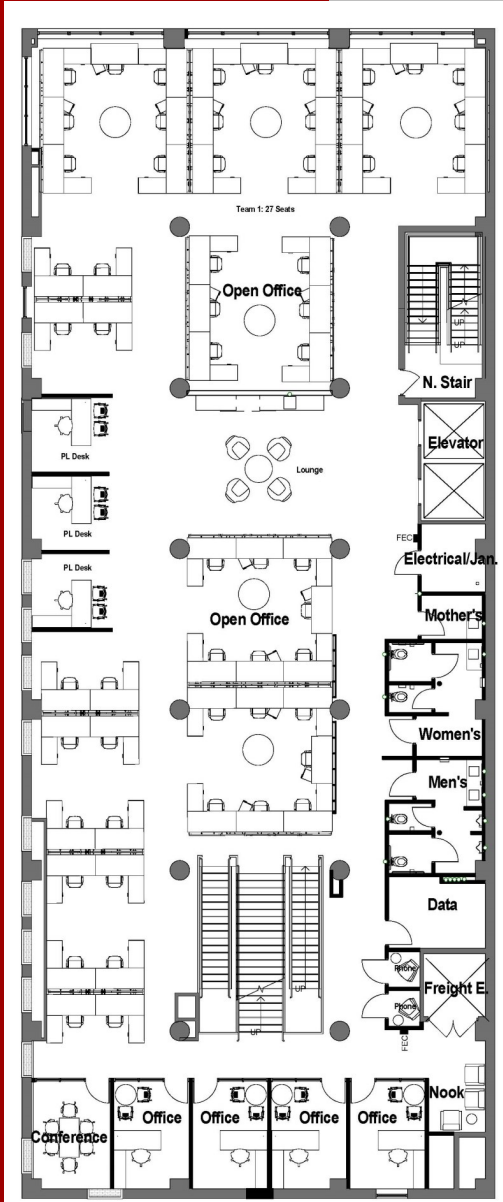 Team 1: 27 Seats
Open Office
UP
UP
N. Stair
Elevator
PL Desk
Lounge
PL Desk
FEC
Electrical/Jan.
PL Desk
Mother's
Open Office
Women's
Men's
Data
Phone
Freight E.
UP
Phone
UP
FEC
Nook
Conference
Office
Office
Office
Office